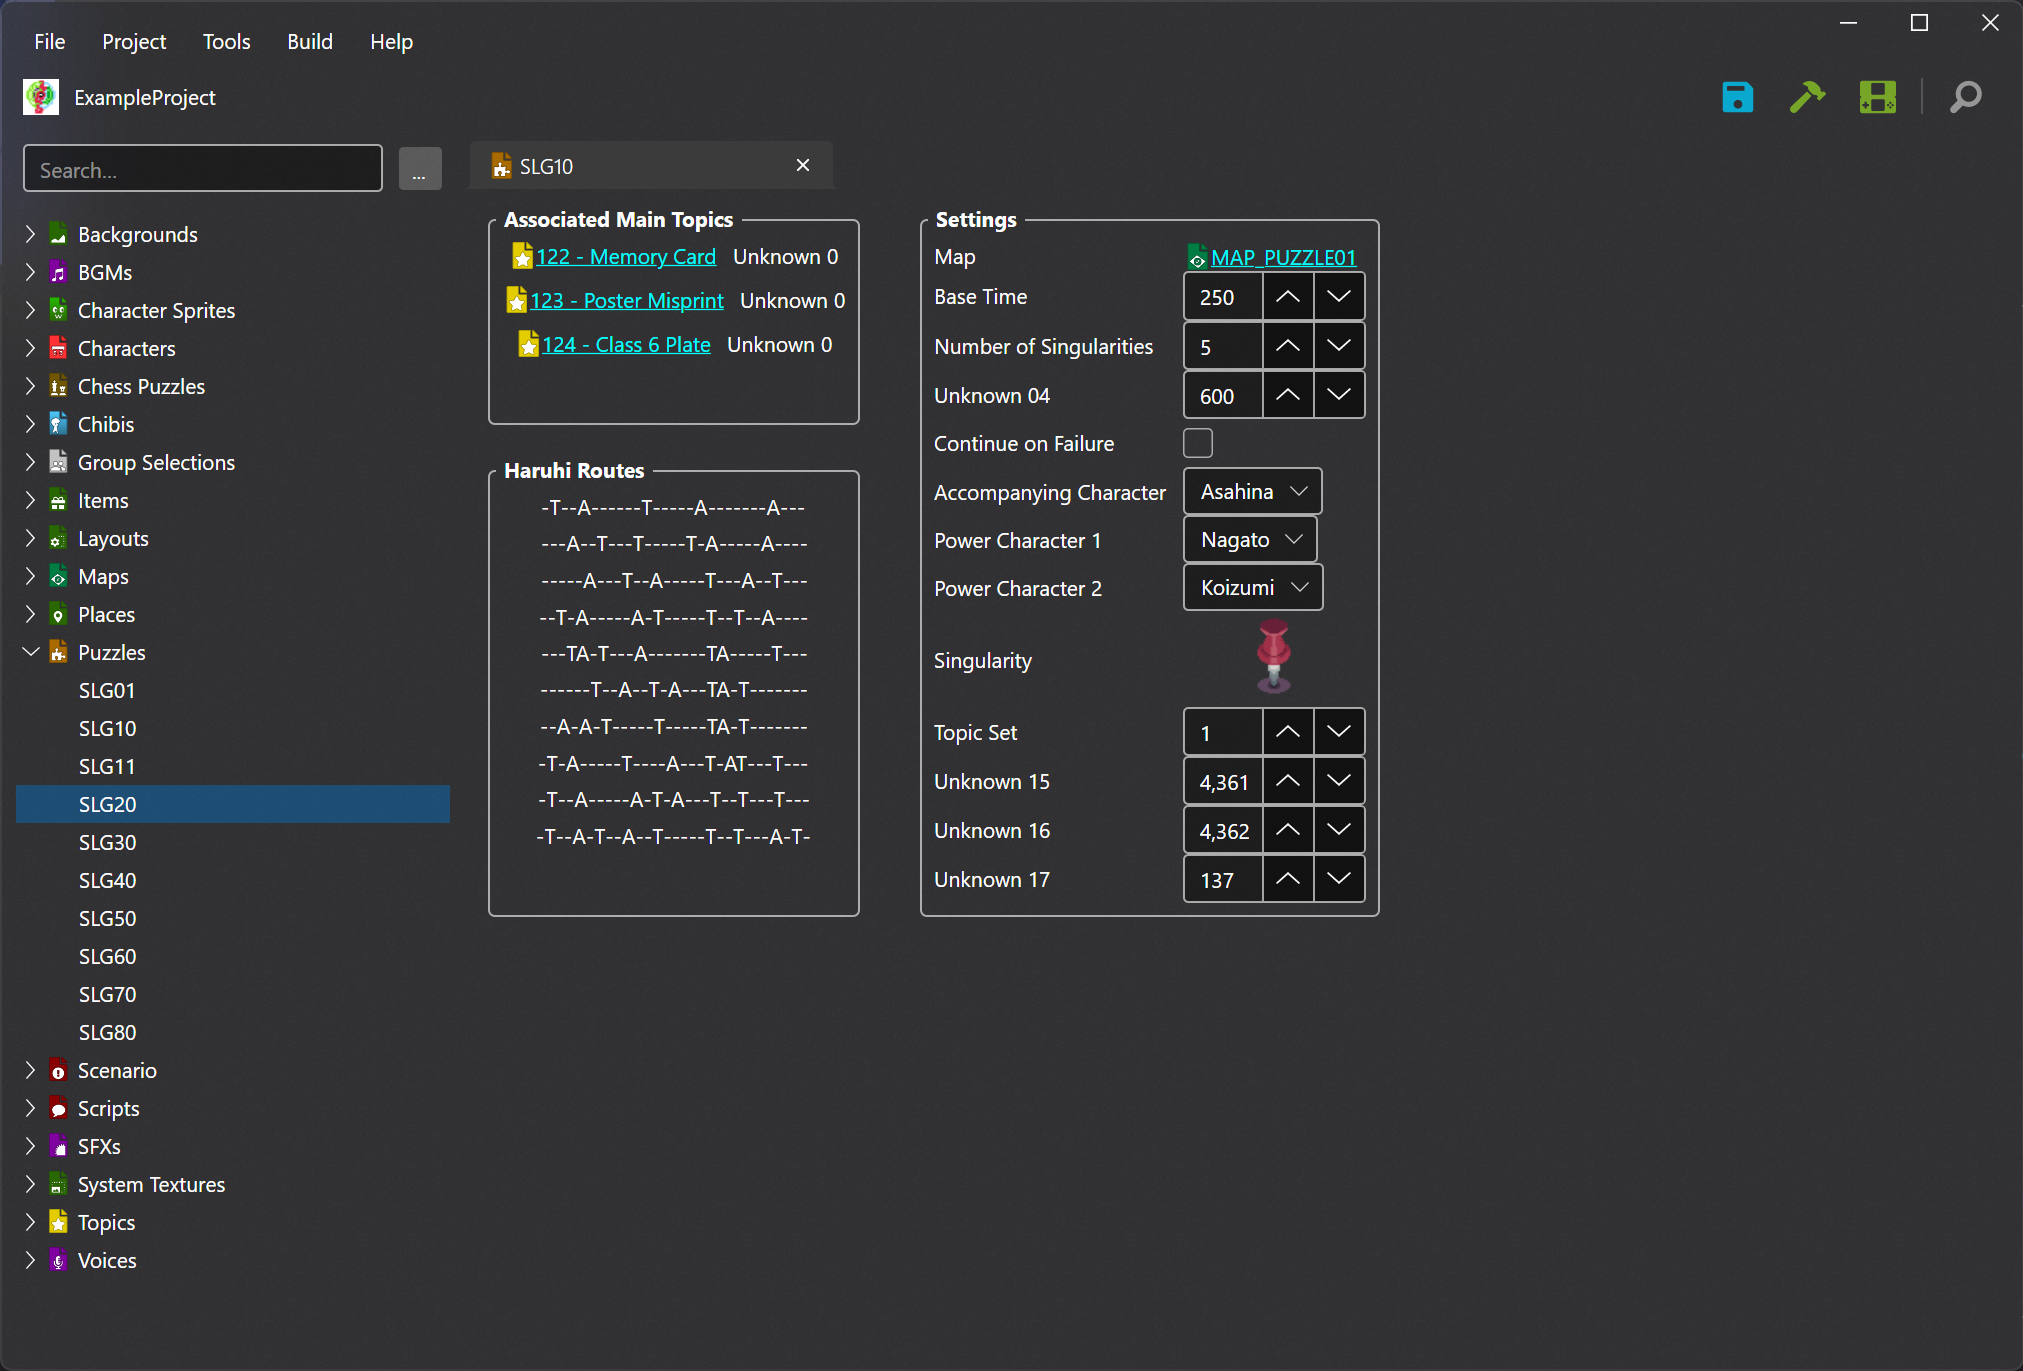 File Project Tools Build Help
ExampleProject
Search...
...
SLG10
Backgrounds
BGMs
Character Sprites
Characters
Chess Puzzles
Chibis
Group Selections
Items
Layouts
Maps
Places
Puzzles
SLG01
SLG10
SLG11
SLG20
SLG30
SLG40
SLG50
SLG60
SLG70
SLG80
Scenario
Scripts
SFXs
System Textures
Topics
Voices
Associated Main Topics
122 - Memory Card Unknown 0
123 - Poster Misprint Unknown 0
124 - Class 6 Plate Unknown 0
Haruhi Routes
-T--A------T-----A-------A---
---A--T---T-----T-A-----A----
-----A---T--A-----T---A--T---
--T-A-----A-T-----T--T--A----
---TA-T---A-------TA-----T---
------T--A--T-A---TA-T-------
--A-A-T-----T-----TA-T-------
-T-A-----T----A---T-AT---T---
-T--A-----A-T-A---T--T---T---
-T--A-T--A--T-----T--T---A-T-
Settings
Map MAP_PUZZLE01
Base Time 250
Number of Singularities 5
Unknown 04 600
Continue on Failure
Accompanying Character Asahina
Power Character 1 Nagato
Power Character 2 Koizumi
Singularity
Topic Set 1
Unknown 15 4,361
Unknown 16 4,362
Unknown 17 137